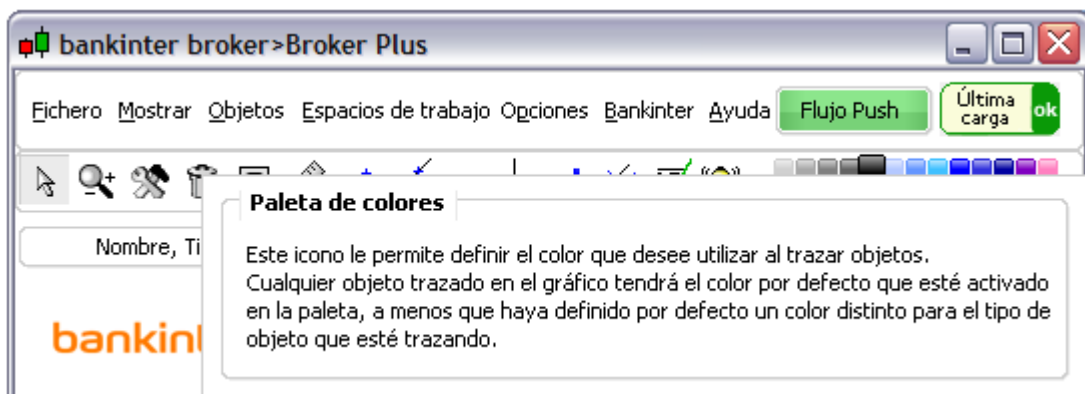 bankinter broker>Broker Plus
Fichero Mostrar Objetos Espacios de trabajo Opciones Bankinter Ayuda Flujo Push Última
carga ok
Paleta de colores
Nombre, Ti
Este icono le permite definir el color que desee utilizar al trazar objetos.
Cualquier objeto trazado en el gráfico tendrá el color por defecto que esté activado
en la paleta, a menos que haya definido por defecto un color distinto para el tipo de
objeto que esté trazando.
bankin